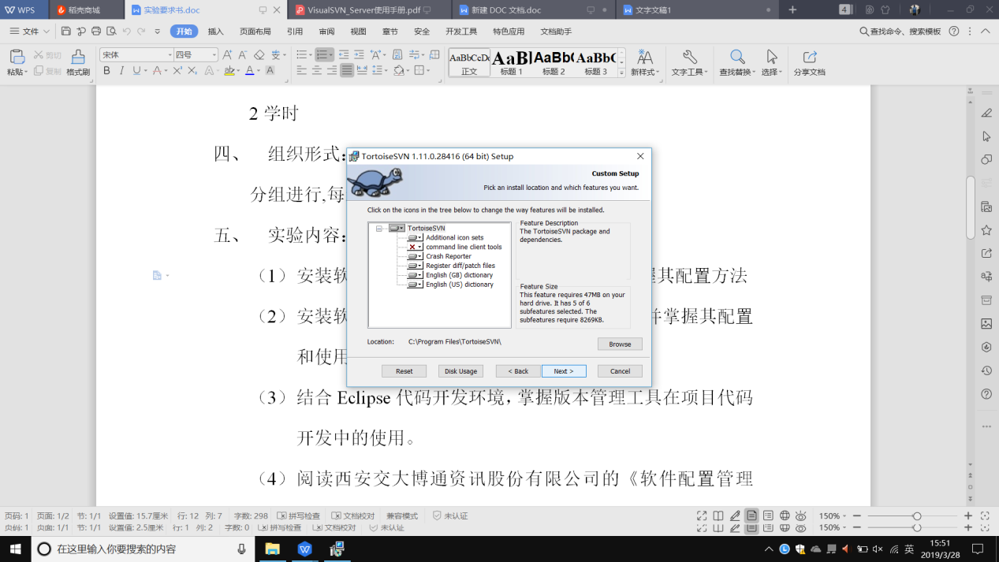 WPS
稻壳商城
实验要求书.doc
VisualSVN_Server使用手册.pdf
新建 DOC 文档.doc
文字文稿1
4
文件
开始
插入
页面布局
引用
审阅
视图
章节
安全
开发工具
特色应用
文档助手
查找命令、搜索模板
粘贴
剪切
复制
格式刷
宋体
四号
AaBbCcDc
正文
AaBl
标题 1
AaBb(
标题 2
AaBbC
标题 3
新样式
文字工具
查找替换
选择
分享文档
2 学时
四、 组织形式:
分组进行,每
五、 实验内容:
（1）安装软
握其配置方法
（2）安装软
并掌握其配置
和使用
（3）结合 Eclipse 代码开发环境,掌握版本管理工具在项目代码
开发中的使用。
（4）阅读西安交大博通资讯股份有限公司的《软件配置管理
TortoiseSVN 1.11.0.28416 (64 bit) Setup
Custom Setup
Pick an install location and which features you want.
Click on the icons in the tree below to change the way features will be installed.
TortoiseSVN
Additional icon sets
command line client tools
Crash Reporter
Register diff/patch files
English (GB) dictionary
English (US) dictionary
Feature Description
The TortoiseSVN package and
dependencies.
Feature Size
This feature requires 47MB on your
hard drive. It has 5 of 6
subfeatures selected. The
subfeatures require 8269KB.
Location: C:\Program Files\TortoiseSVN\
Browse
Reset
Disk Usage
< Back
Next >
Cancel
页码: 1 页面: 1/2 节: 1/1 设置值: 15.7厘米 行: 12 列: 7 字数: 298 拼写检查 文档校对 兼容模式 未认证 150%
页码: 1 页面: 1/1 节: 1/1 设置值: 2.5厘米 行: 1 列: 2 字数: 0 拼写检查 文档校对 未认证 150%
在这里输入你要搜索的内容
英
15:51
2019/3/28